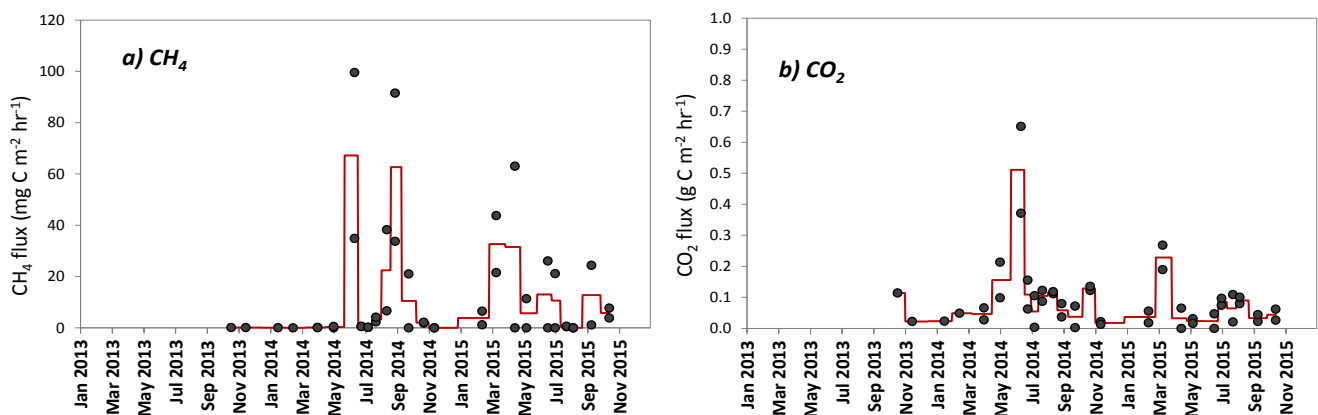 a) CH4
CH4 flux (mg C m-2 hr-1)
120
100
80
60
40
20
0
Jan 2013
Mar 2013
May 2013
Jul 2013
Sep 2013
Nov 2013
Jan 2014
Mar 2014
May 2014
Jul 2014
Sep 2014
Nov 2014
Jan 2015
Mar 2015
May 2015
Jul 2015
Sep 2015
Nov 2015
b) CO2
CO2 flux (g C m-2 hr-1)
1.0
0.9
0.8
0.7
0.6
0.5
0.4
0.3
0.2
0.1
0.0
Jan 2013
Mar 2013
May 2013
Jul 2013
Sep 2013
Nov 2013
Jan 2014
Mar 2014
May 2014
Jul 2014
Sep 2014
Nov 2014
Jan 2015
Mar 2015
May 2015
Jul 2015
Sep 2015
Nov 2015